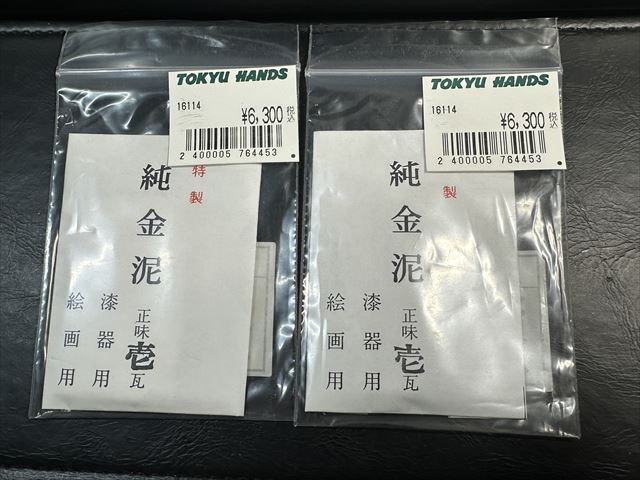 TOKYU HANDS
16114
¥6,300 税込
2 400005 764453
特製
純金泥
正味壱瓦
漆器用
絵画用
TOKYU HANDS
16114
¥6,300 税込
2 400005 764453
製
純金泥
正味壱瓦
漆器用
絵画用